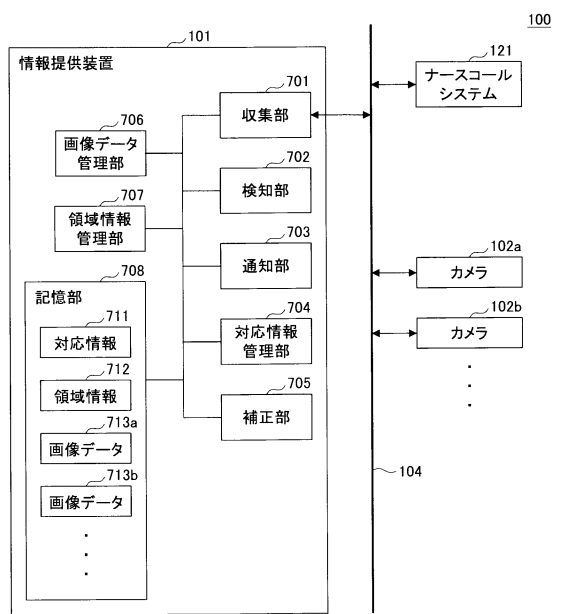 100
101
情報提供装置
121
ナースコール
システム
701
収集部
706
画像データ
管理部
702
検知部
707
領域情報
管理部
703
通知部
102a
カメラ
708
記憶部
704
対応情報
管理部
102b
カメラ
711
対応情報
712
領域情報
705
補正部
713a
画像データ
104
713b
画像データ